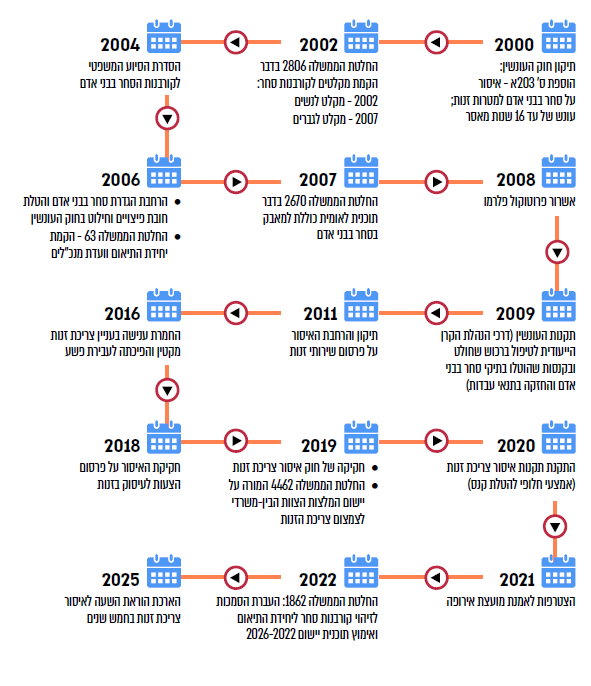 2000
תיקון חוק העונשין:
הוספת ס' 203א - איסור
על סחר בבני אדם למטרות זנות;
עונש של עד 16 שנות מאסר
2002
החלטת הממשלה 2806 בדבר
הקמת מקלטים לקורבנות סחר:
2002 - מקלט לנשים
2007 - מקלט לגברים
2004
הסדרת הסיוע המשפטי
לקורבנות הסחר בבני אדם
2006
• הרחבת הגדרת סחר בבני אדם והטלת
חובת פיצויים וחילוט בחוק העונשין
• החלטת הממשלה 63 - הקמת
יחידת התיאום וועדת מנכ"לים
2007
החלטת הממשלה 2670 בדבר
תוכנית לאומית כוללת למאבק
בסחר בבני אדם
2008
אשרור פרוטוקול פלרמו
2009
תקנות העונשין (דרכי הנהלת הקרן
הייעודית לטיפול ברכוש שחולט
ובקנסות שהוטלו בתיקי סחר בבני
אדם והחזקה בתנאי עבדות)
2011
תיקון והרחבת האיסור
על פרסום שירותי זנות
2016
החמרת ענישה בעניין צריכת זנות
מקטין והפיכתה לעבירת פשע
2018
חקיקת האיסור על פרסום
הצעות לעיסוק בזנות
2019
• חקיקה של חוק איסור צריכת זנות
• החלטת הממשלה 4462 המורה על
יישום המלצות הצוות הבין-משרדי
לצמצום צריכת הזנות
2020
התקנת תקנות איסור צריכת זנות
(אמצעי חלופי להטלת קנס)
2021
הצטרפות לאמנת מועצת אירופה
2022
החלטת הממשלה 1862: העברת הסמכות
לזיהוי קורבנות סחר ליחידת התיאום
ואימוץ תוכנית יישום 2026-2022
2025
הארכת הוראת השעה לאיסור
צריכת זנות בחמש שנים